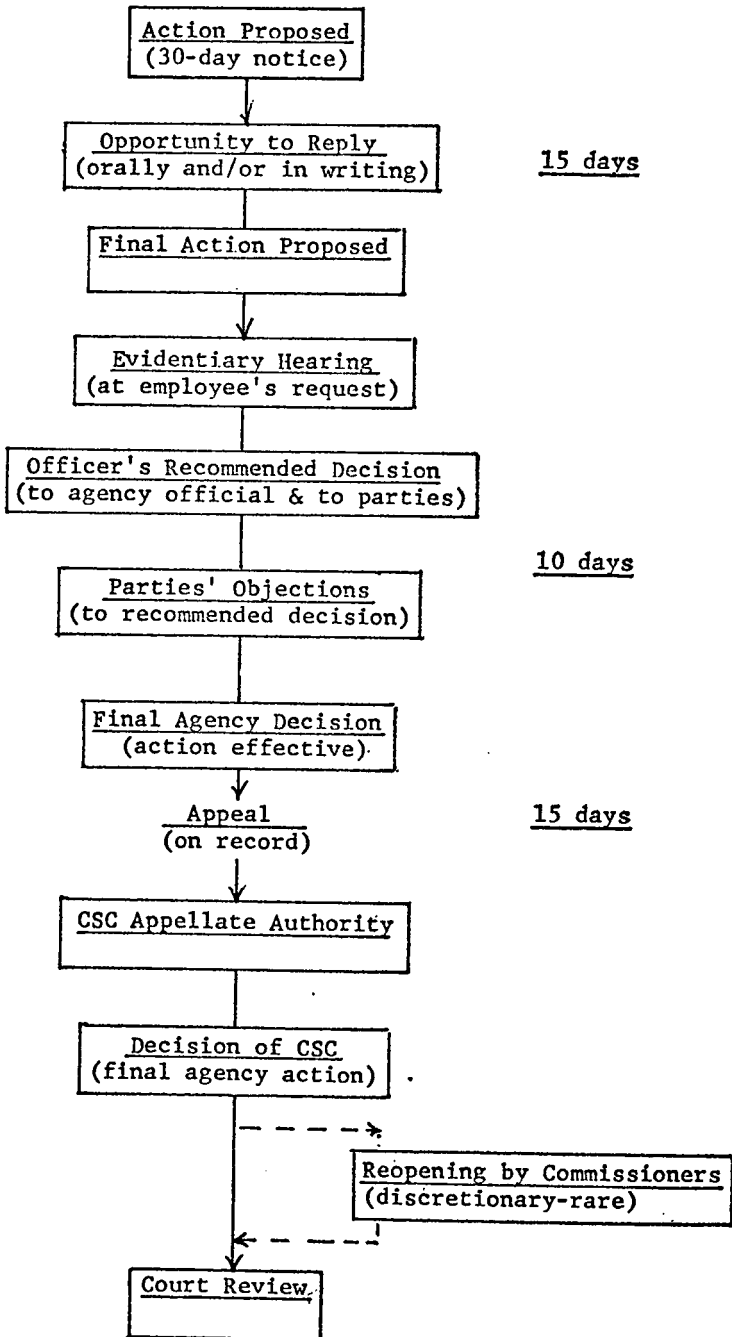 Action Proposed
(30-day notice)
Opportunity to Reply
(orally and/or in writing)
15 days
Final Action Proposed
Evidentiary Hearing
(at employee's request)
Officer's Recommended Decision
(to agency official & to parties)
10 days
Parties' Objections
(to recommended decision)
Final Agency Decision
(action effective)
Appeal
(on record)
15 days
CSC Appellate Authority
Decision of CSC
(final agency action)
Reopening by Commissioners
(discretionary-rare)
Court Review